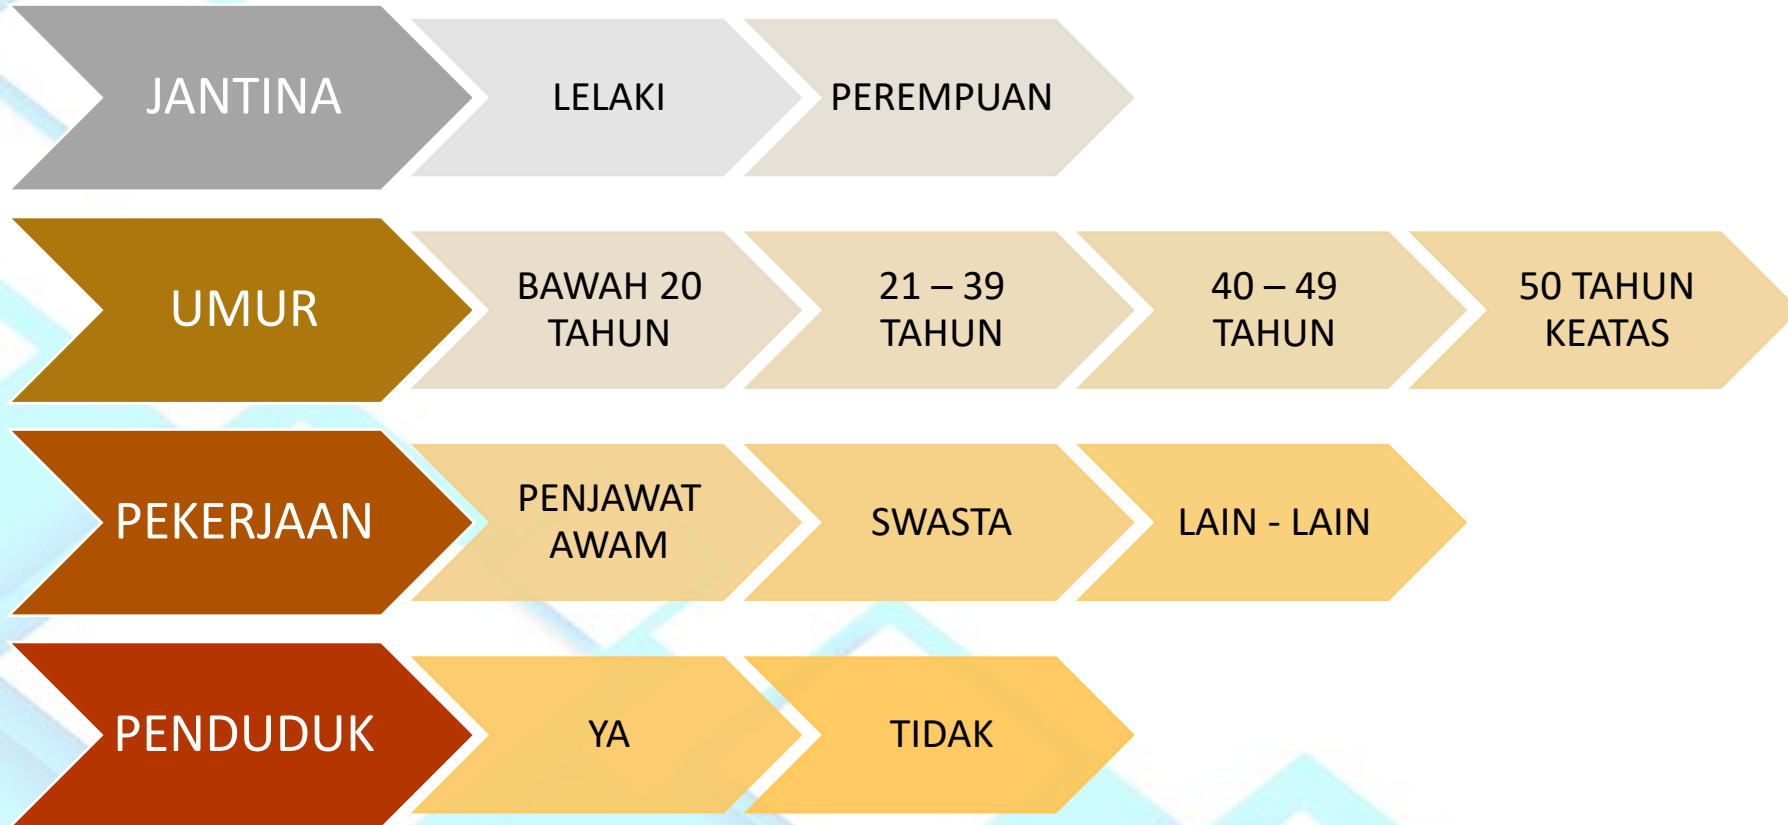 JANTINA
LELAKI
PEREMPUAN
UMUR
BAWAH 20
TAHUN
21 – 39
TAHUN
40 – 49
TAHUN
50 TAHUN
KEATAS
PEKERJAAN
PENJAWAT
AWAM
SWASTA
LAIN - LAIN
PENDUDUK
YA
TIDAK